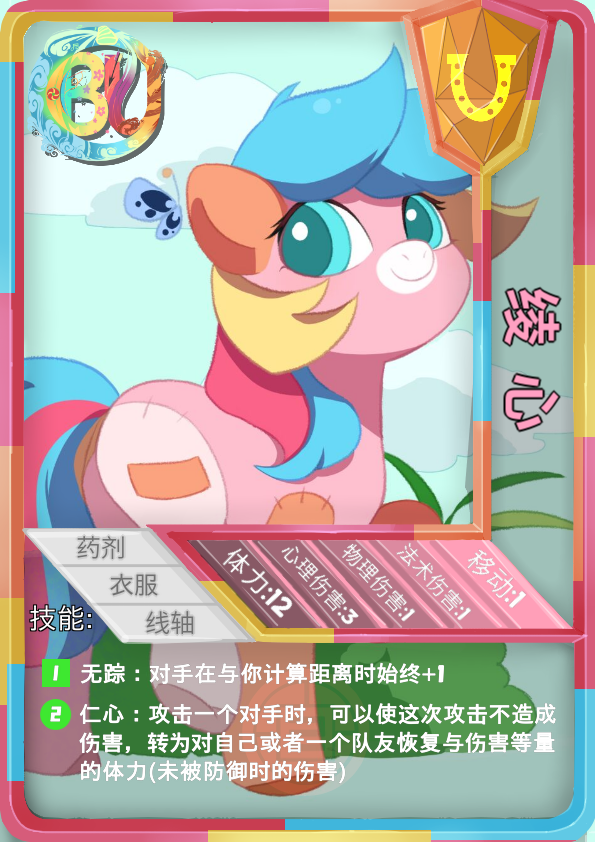 绫心
药剂
衣服
线轴
技能:
体力:12
心理伤害:3
物理伤害:1
法术伤害:1
移动:1
1 无踪：对手在与你计算距离时始终+1
2 仁心：攻击一个对手时，可以使这次攻击不造成
伤害，转为对自己或者一个队友恢复与伤害等量
的体力(未被防御时的伤害)